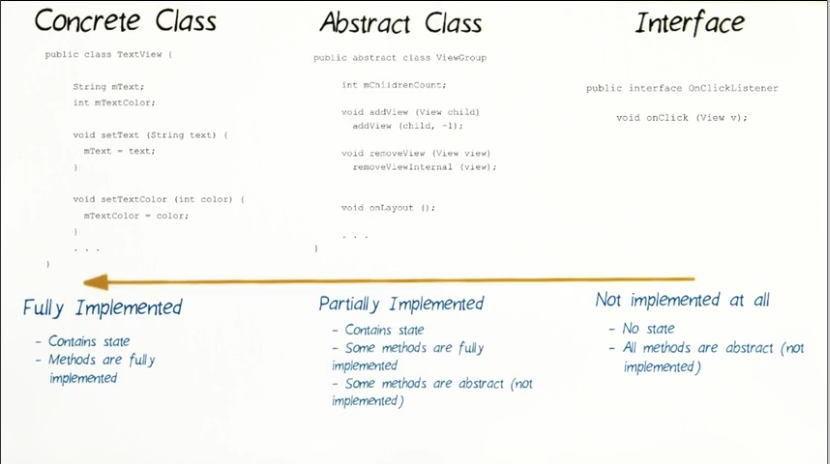 Concrete Class
public class TextView {
String mText;
int mTextColor;
void setText (String text) {
mText = text;
}
void setTextColor (int color) {
mTextColor = color;
}
. . .
}
Fully Implemented
- Contains state
- Methods are fully
implemented
Abstract Class
public abstract class ViewGroup
int mChildrenCount;
void addView (View child)
addView (child, -1);
void removeView (View view)
removeViewInternal (view);
void onLayout ();
. . .
}
Partially Implemented
- Contains state
- Some methods are fully
implemented
- Some methods are abstract (not
implemented)
Interface
public interface OnClickListener
void onClick (View v);
Not implemented at all
- No state
- All methods are abstract (not
implemented)